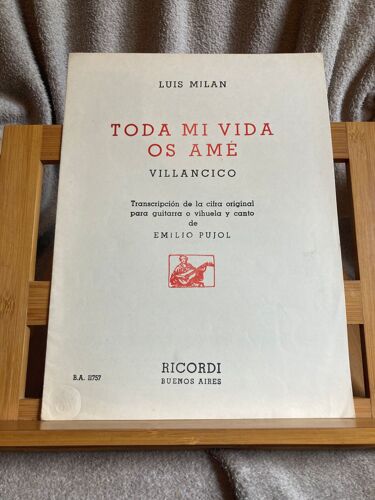 LUIS MILAN
TODA MI VIDA
OS AMÉ
VILLANCICO
Transcripción de la cifra original
para guitarra o vihuela y canto
de
EMILIO PUJOL
RICORDI
BUENOS AIRES
B.A. 11757